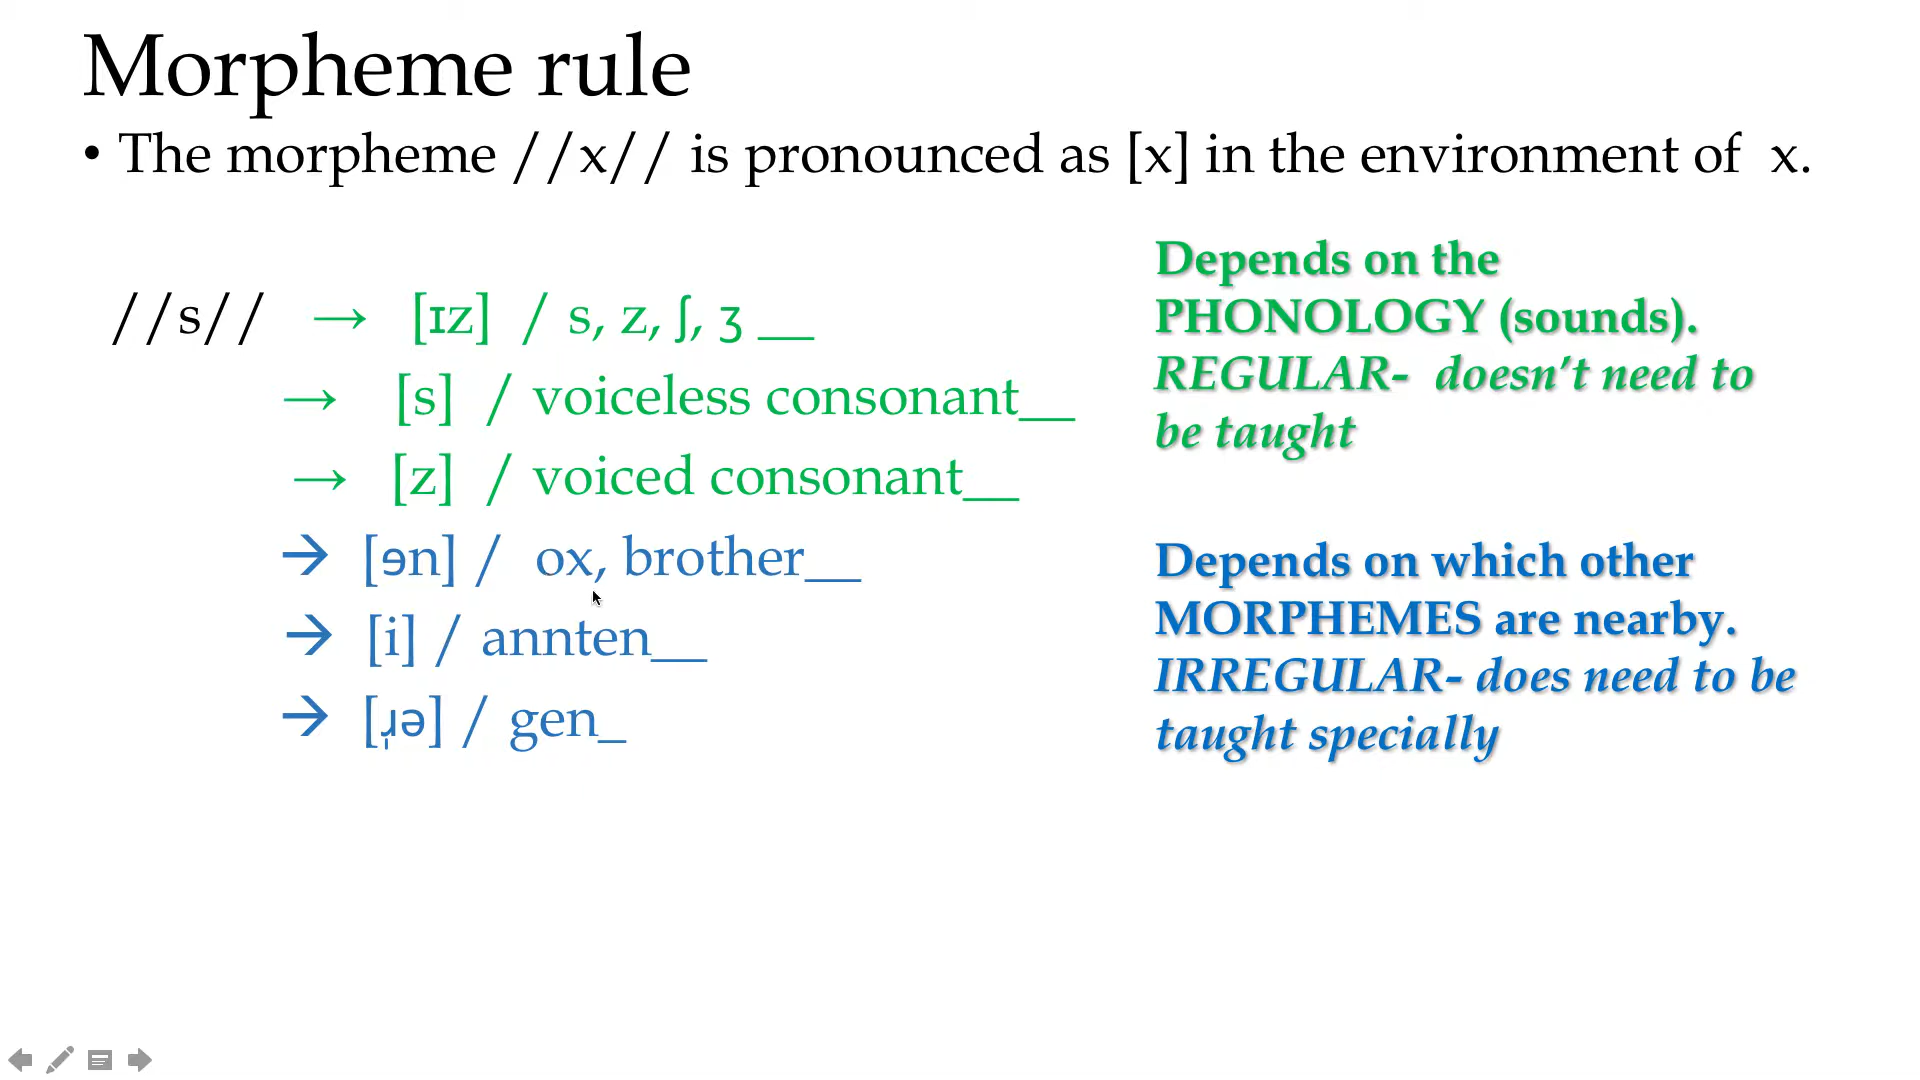 Morpheme rule
• The morpheme //x// is pronounced as [x] in the environment of x.
//s// → [ɪz] / s, z, ʃ, ʒ __
→ [s] / voiceless consonant__
→ [z] / voiced consonant__
→ [ɘn] / ox, brother__
→ [i] / annten__
→ [ɹ̩ə] / gen_
Depends on the
PHONOLOGY (sounds).
REGULAR- doesn’t need to
be taught
Depends on which other
MORPHEMES are nearby.
IRREGULAR- does need to be
taught specially